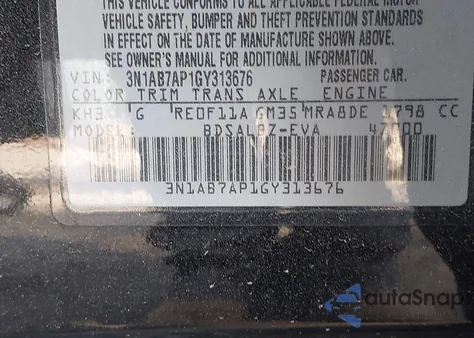 THIS VEHICLE CONFORMS TO ALL APPLICABLE FEDERAL MOTOR
VEHICLE SAFETY, BUMPER AND THEFT PREVENTION STANDARDS
IN EFFECT ON THE DATE OF MANUFACTURE SHOWN ABOVE.
SEE OWNER'S MANUAL FOR ADDITIONAL INFORMATION.
VIN: 3N1AB7AP1GY313676 PASSENGER CAR.
COLOR TRIM TRANS AXLE ENGINE
KH3 G RE0F11A GM35 MRA8DE 1798 CC
MODEL: BDSALBZ-EVA
3N1AB7AP1GY313676
autoSnap